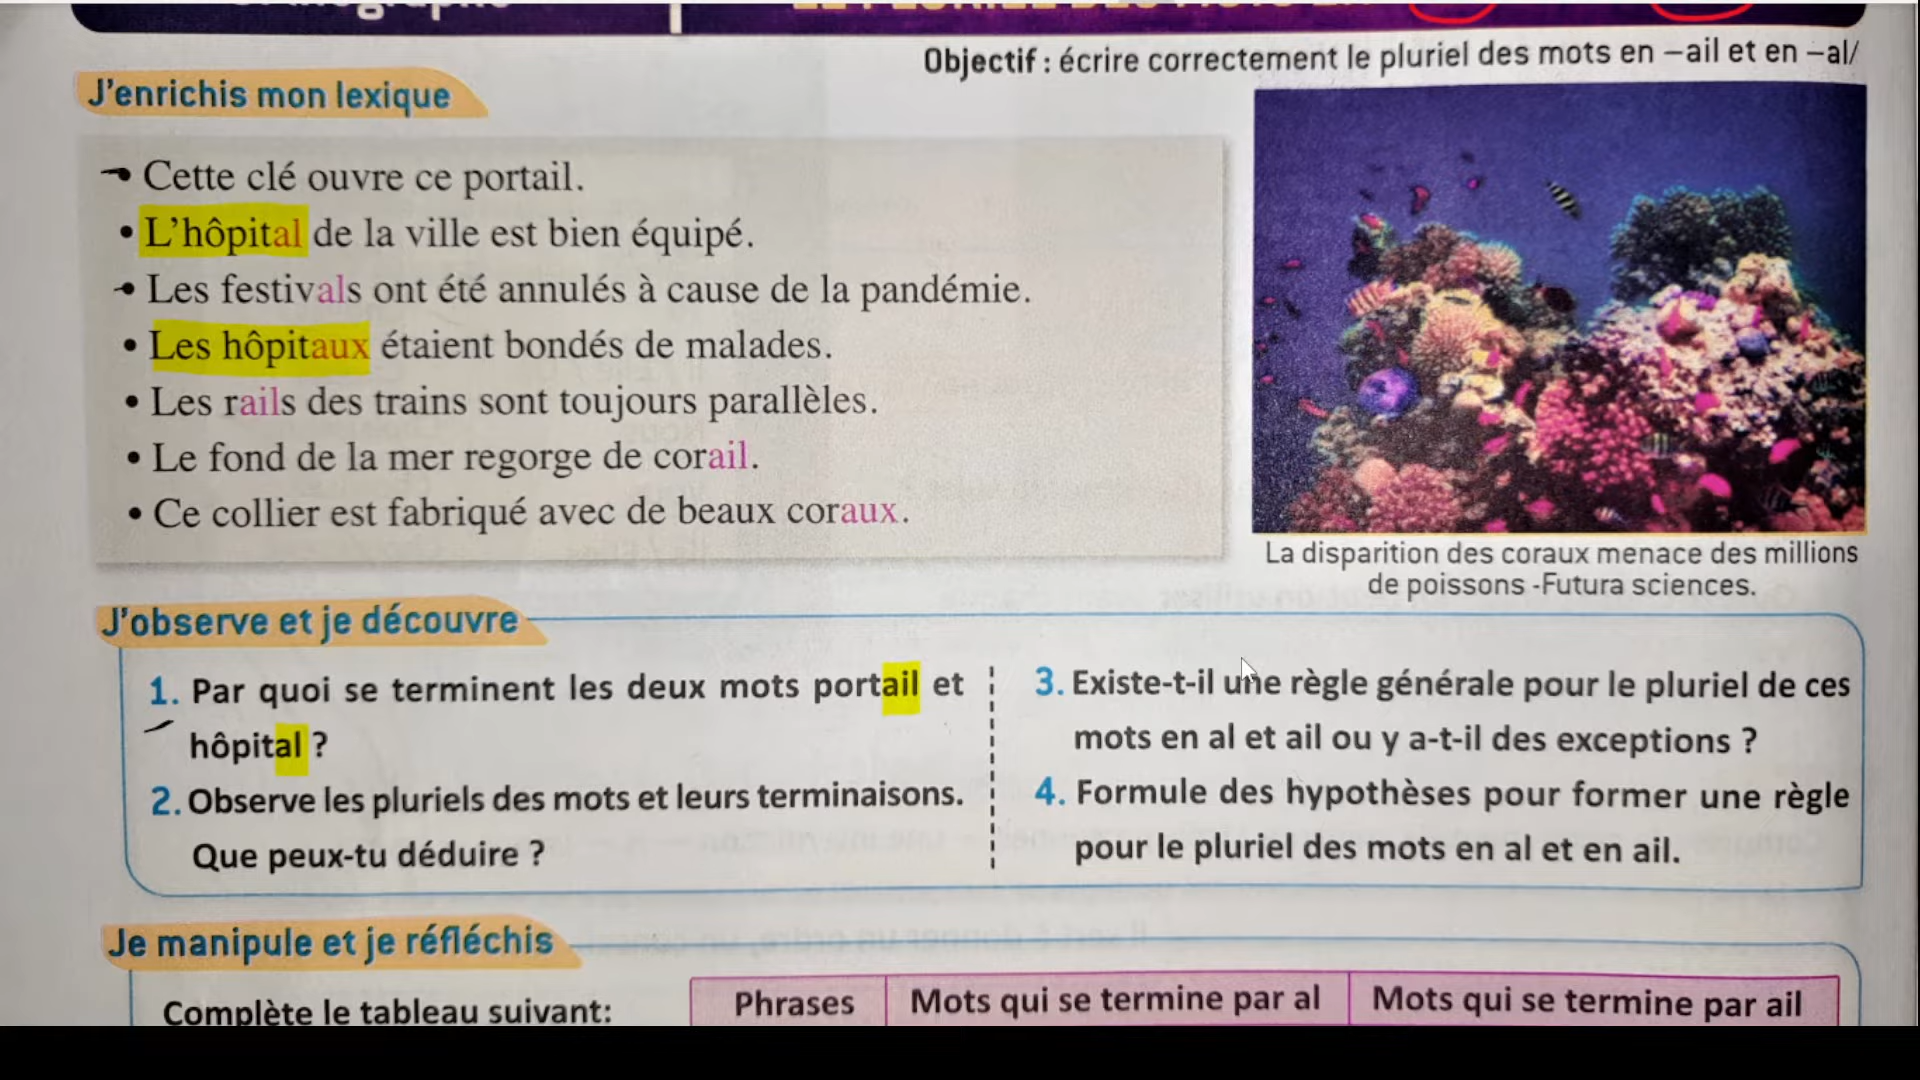 Objectif : écrire correctement le pluriel des mots en –ail et en –al/
J'enrichis mon lexique
Cette clé ouvre ce portail.
• L'hôpital de la ville est bien équipé.
Les festivals ont été annulés à cause de la pandémie.
• Les hôpitaux étaient bondés de malades.
• Les rails des trains sont toujours parallèles.
• Le fond de la mer regorge de corail.
• Ce collier est fabriqué avec de beaux coraux.
La disparition des coraux menace des millions
de poissons -Futura sciences.
J'observe et je découvre
1. Par quoi se terminent les deux mots portail et
hôpital ?
2. Observe les pluriels des mots et leurs terminaisons.
Que peux-tu déduire ?
3. Existe-t-il une règle générale pour le pluriel de ces
mots en al et ail ou y a-t-il des exceptions ?
4. Formule des hypothèses pour former une règle
pour le pluriel des mots en al et en ail.
Je manipule et je réfléchis
Complète le tableau suivant:
Phrases
Mots qui se termine par al
Mots qui se termine par ail